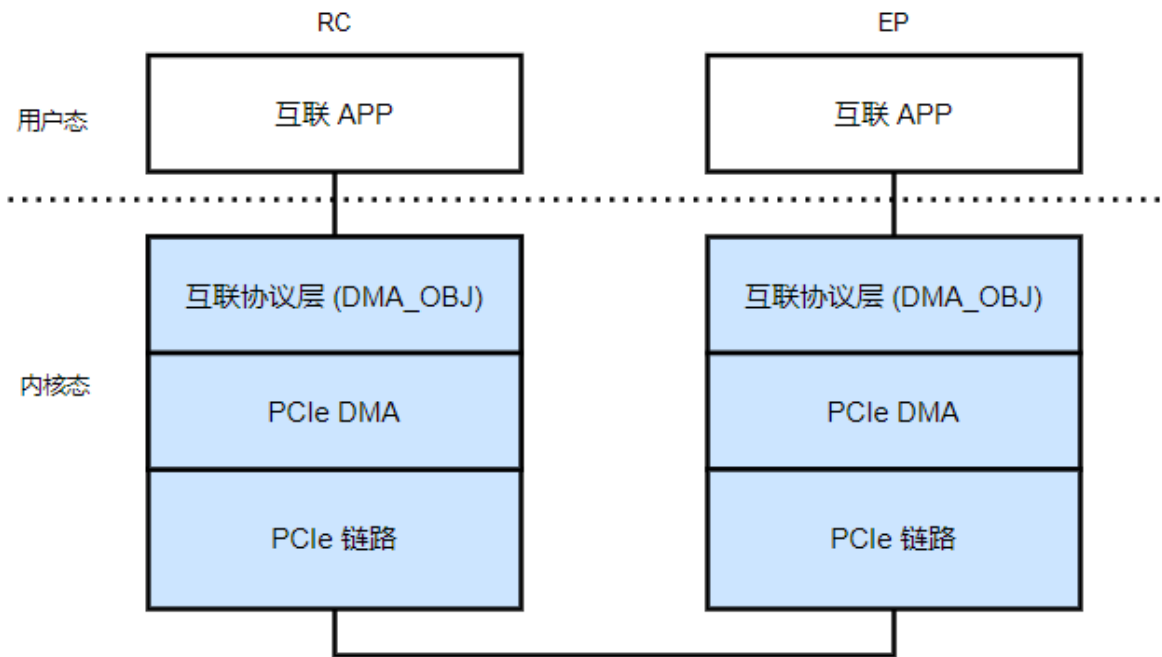 RC
EP
用户态
互联 APP
互联 APP
互联协议层 (DMA_OBJ)
互联协议层 (DMA_OBJ)
内核态
PCIe DMA
PCIe DMA
PCIe 链路
PCIe 链路